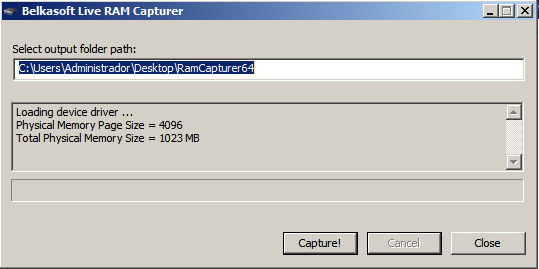 Belkasoft Live RAM Capturer
Select output folder path:
C:\Users\Administrador\Desktop\RamCapturer64
Loading device driver ...
Physical Memory Page Size = 4096
Total Physical Memory Size = 1023 MB
Capture! Cancel Close